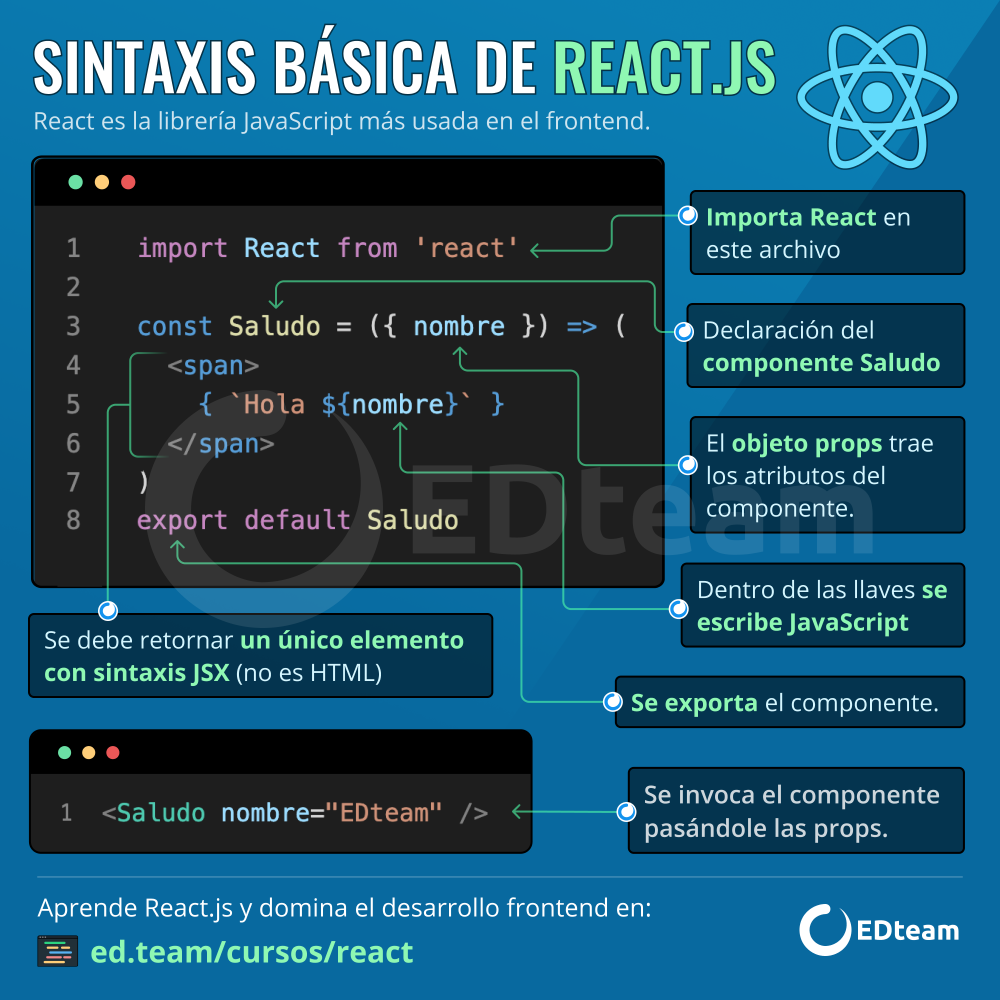 SINTAXIS BÁSICA DE REACT.JS
React es la librería JavaScript más usada en el frontend.
1 import React from 'react'
2
3 const Saludo = ({ nombre }) => (
4 <span>
5 { `Hola ${nombre}` }
6 </span>
7 )
8 export default Saludo
Importa React en
este archivo
Declaración del
componente Saludo
El objeto props trae
los atributos del
componente.
Dentro de las llaves se
escribe JavaScript
Se debe retornar un único elemento
con sintaxis JSX (no es HTML)
Se exporta el componente.
1 <Saludo nombre="EDteam" />
Se invoca el componente
pasándole las props.
EDteam
Aprende React.js y domina el desarrollo frontend en:
ed.team/cursos/react
EDteam